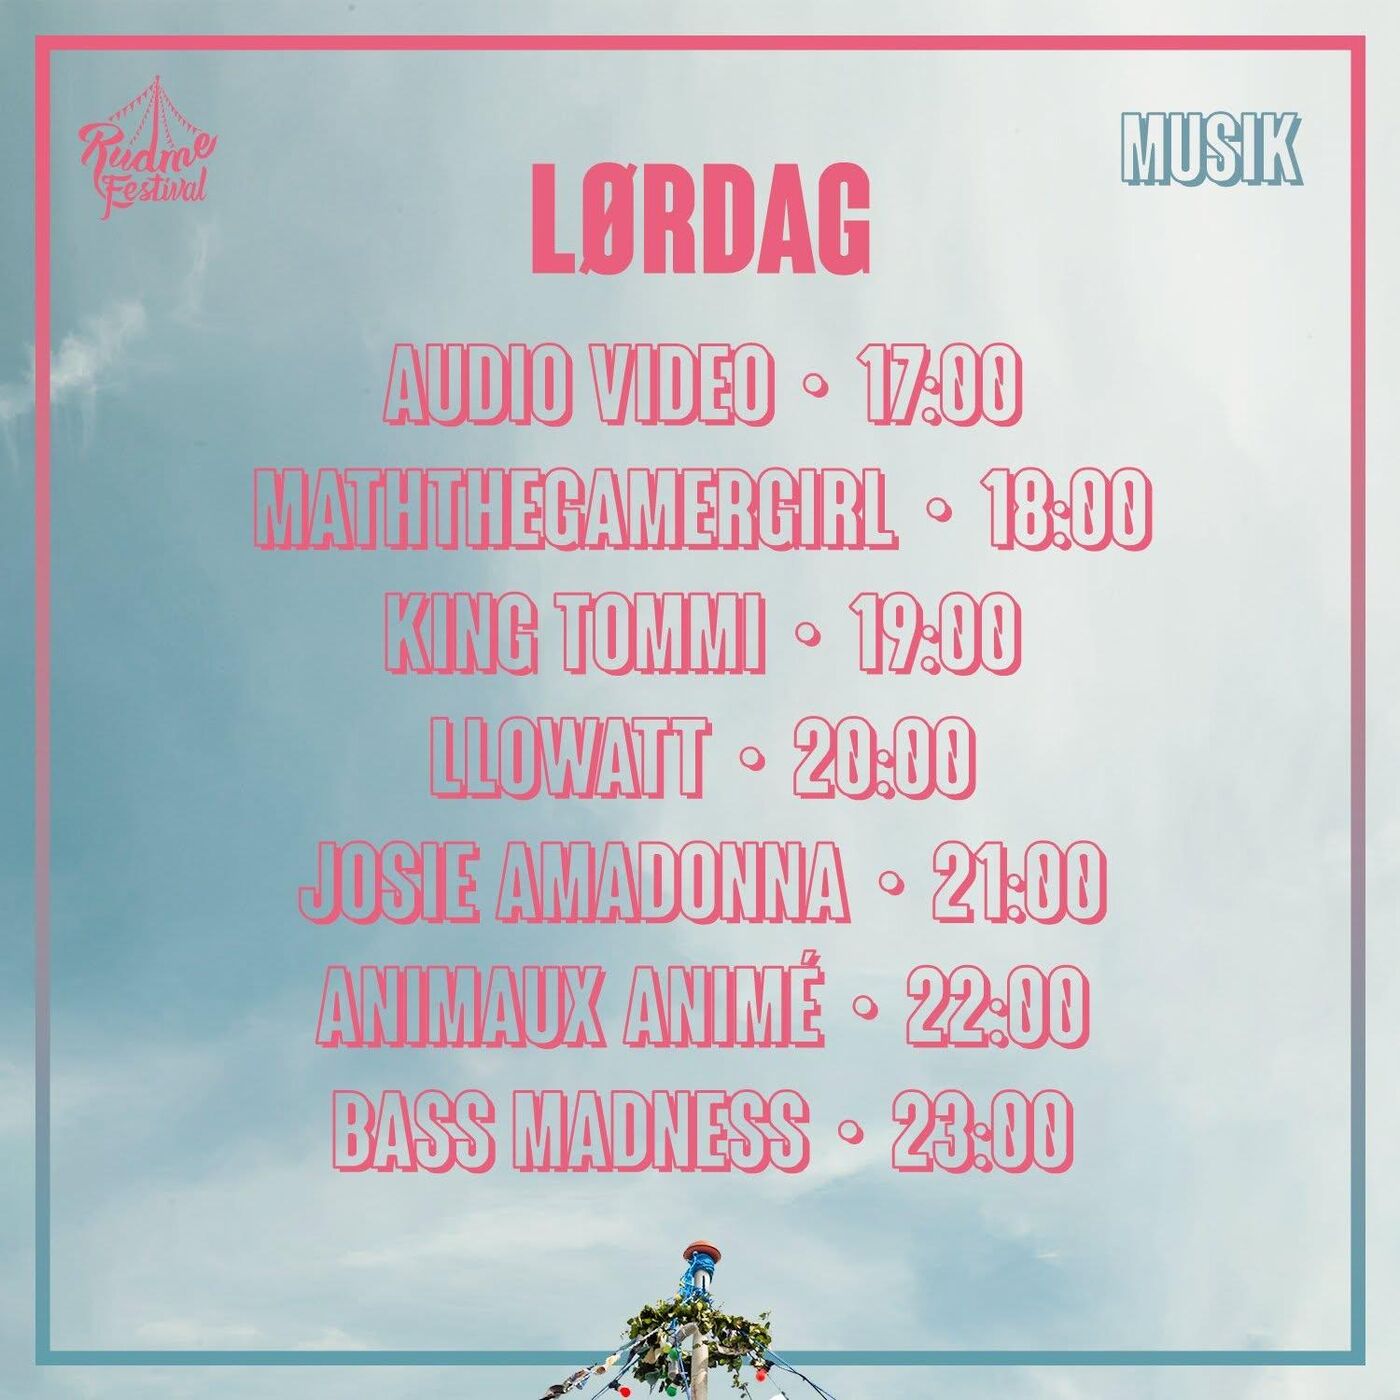 Rudme
Festival
MUSIK
LØRDAG
AUDIO VIDEO • 17:00
MATHTHEGAMERGIRL • 18:00
KING TOMMI • 19:00
LLOWATT • 20:00
JOSIE AMADONNA • 21:00
ANIMAUX ANIMÉ • 22:00
BASS MADNESS • 23:00